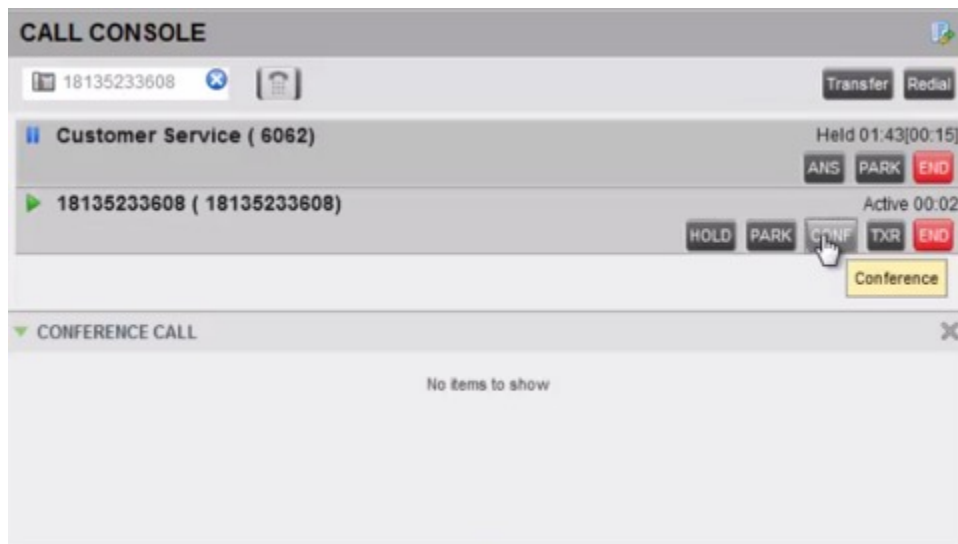 CALL CONSOLE
18135233608
Transfer Redial
Customer Service ( 6062) Held 01:43[00:15]
ANS PARK END
18135233608 ( 18135233608) Active 00:02
HOLD PARK CONF TXR END
Conference
CONFERENCE CALL
No items to show